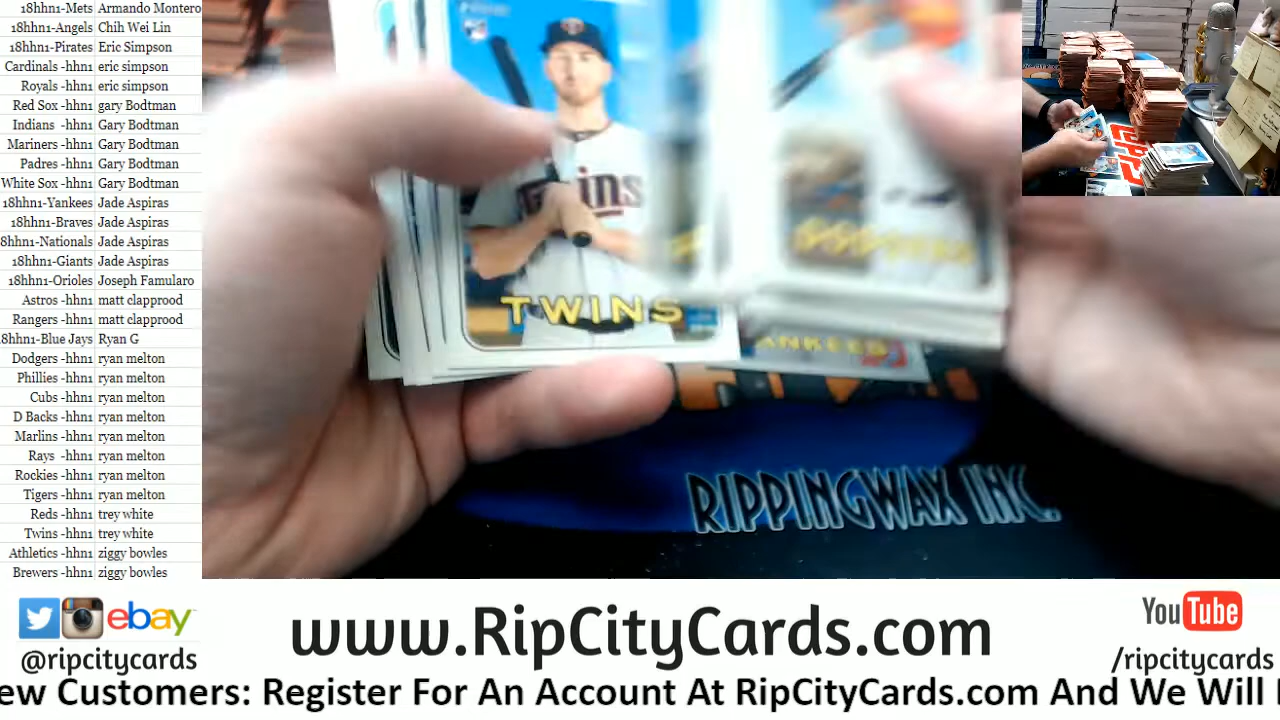 18hhn1-Mets Armando Montero
18hhn1-Angels Chih Wei Lin
18hhn1-Pirates Eric Simpson
Cardinals -hhn1 eric simpson
Royals -hhn1 eric simpson
Red Sox -hhn1 gary Bodtman
Indians -hhn1 Gary Bodtman
Mariners -hhn1 Gary Bodtman
Padres -hhn1 Gary Bodtman
White Sox -hhn1 Gary Bodtman
18hhn1-Yankees Jade Aspiras
18hhn1-Braves Jade Aspiras
8hhn1-Nationals Jade Aspiras
18hhn1-Giants Jade Aspiras
18hhn1-Orioles Joseph Famularo
Astros -hhn1 matt clapprood
Rangers -hhn1 matt clapprood
8hhn1-Blue Jays Ryan G
Dodgers -hhn1 ryan melton
Phillies -hhn1 ryan melton
Cubs -hhn1 ryan melton
D Backs -hhn1 ryan melton
Marlins -hhn1 ryan melton
Rays -hhn1 ryan melton
Rockies -hhn1 ryan melton
Tigers -hhn1 ryan melton
Reds -hhn1 trey white
Twins -hhn1 trey white
Athletics -hhn1 ziggy bowles
Brewers -hhn1 ziggy bowles
TWINS
ANKEES
RIPPINGWAX INC.
ebay
@ripcitycards
www.RipCityCards.com
YouTube
/ripcitycards
ew Customers: Register For An Account At RipCityCards.com And We Will